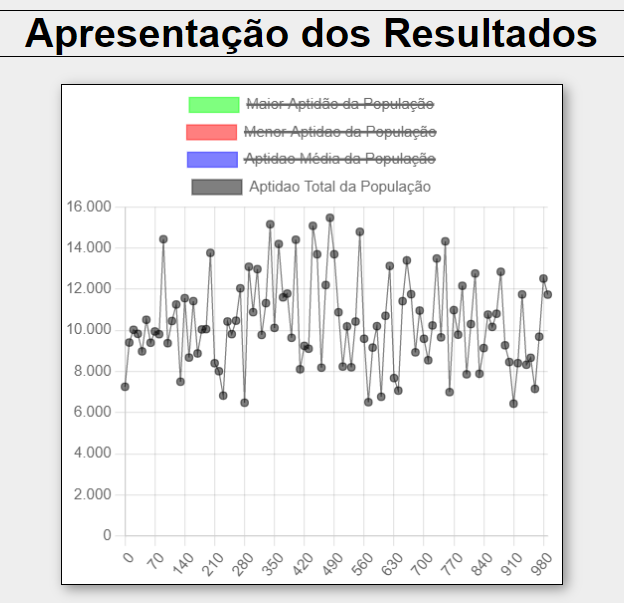 Apresentação dos Resultados
Maior Aptidão da População
Menor Aptidao da População
Aptidao Média da População
Aptidao Total da População
16.000
14.000
12.000
10.000
8.000
6.000
4.000
2.000
0
0 70 140 210 280 350 420 490 560 630 700 770 840 910 980